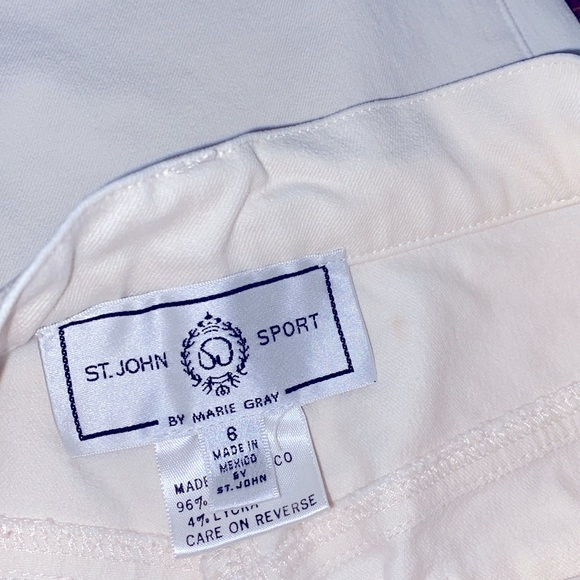 ST. JOHN SPORT
BY MARIE GRAY
6
MADE IN
MEXICO
BY
ST. JOHN
MADE CO
96%
4% LYCRA
CARE ON REVERSE